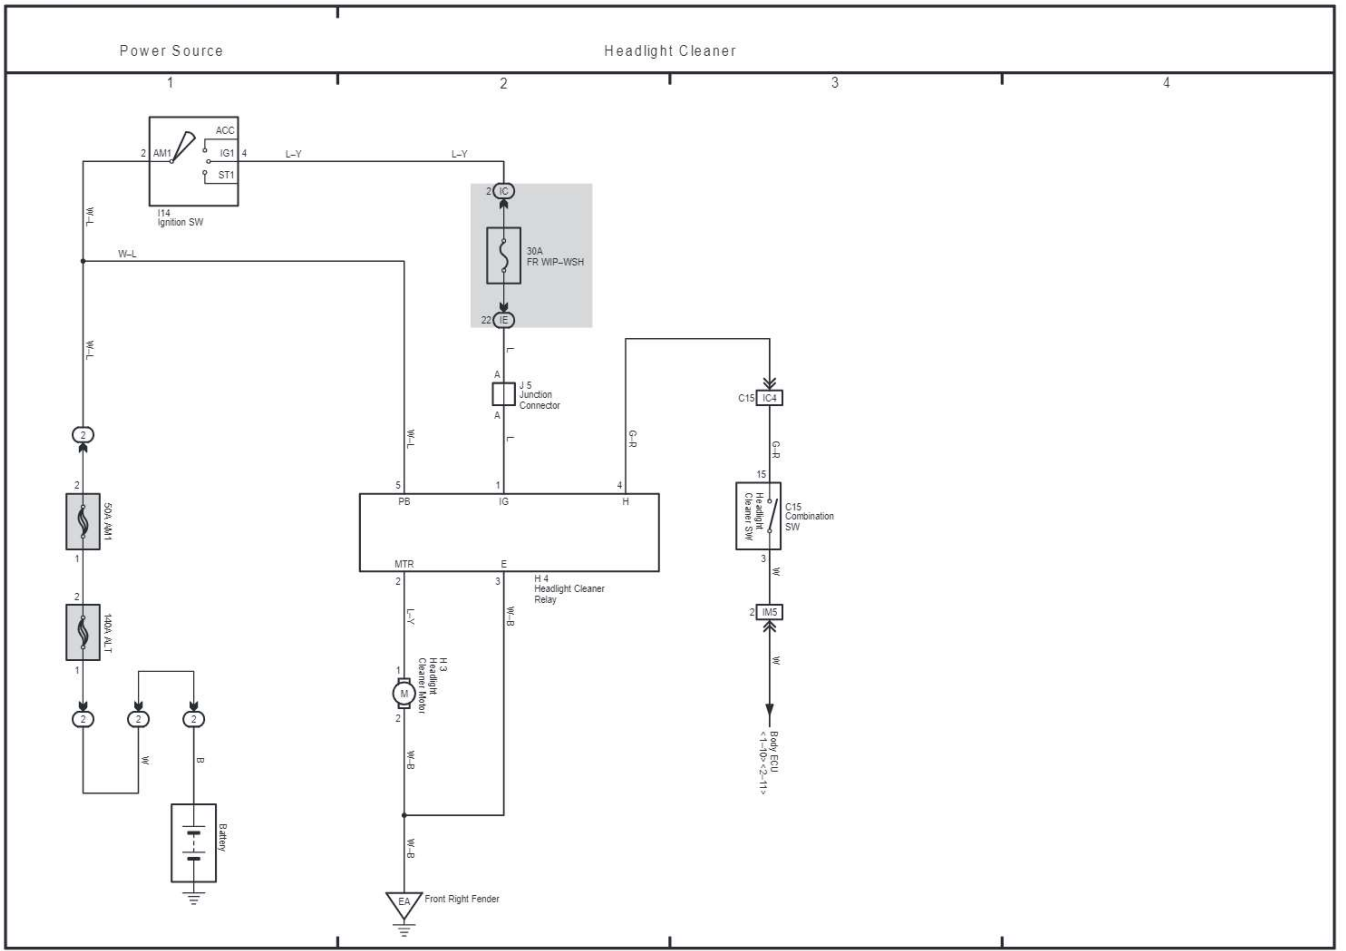 Power Source
Headlight Cleaner
1
2
3
4
ACC
2
AM1
IG1
4
ST1
I14
Ignition SW
L–Y
L–Y
W–L
W–L
W–L
2
IC
30A
FR WIP–WSH
22
IE
L
A
J 5
Junction
Connector
A
L
W–L
G–R
C15
IC4
G–R
15
Headlight
Cleaner SW
C15
Combination
SW
3
W
2
IM5
W
Body ECU
<1–10><2–11>
2
2
50A AM1
1
2
140A ALT
1
2
2
2
W
B
Battery
5
1
4
PB
IG
H
MTR
E
2
3
H 4
Headlight Cleaner
Relay
L–Y
W–B
1
M
2
H 3
Headlight
Cleaner Motor
W–B
W–B
EA
Front Right Fender